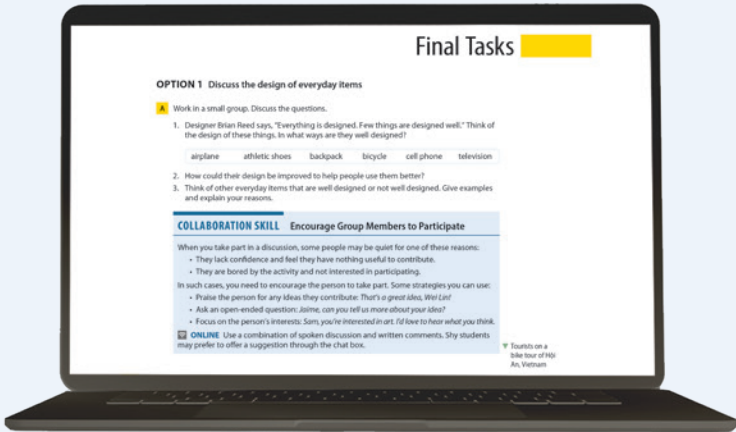 Final Tasks
OPTION 1 Discuss the design of everyday items
A Work in a small group. Discuss the questions.
1. Designer Brian Reed says, "Everything is designed. Few things are designed well." Think of
the design of these things. In what ways are they well designed?
airplane athletic shoes backpack bicycle cell phone television
2. How could their design be improved to help people use them better?
3. Think of other everyday items that are well designed or not well designed. Give examples
and explain your reasons.
COLLABORATION SKILL Encourage Group Members to Participate
When you take part in a discussion, some people may be quiet for one of these reasons:
• They lack confidence and feel they have nothing useful to contribute.
• They are bored by the activity and not interested in participating.
In such cases, you need to encourage the person to take part. Some strategies you can use:
• Praise the person for any ideas they contribute: That's a great idea, Wei Lin!
• Ask an open-ended question: Jaime, can you tell us more about your idea?
• Focus on the person's interests: Sam, you're interested in art. I'd love to hear what you think.
ONLINE Use a combination of spoken discussion and written comments. Shy students
may prefer to offer a suggestion through the chat box.
Tourists on a
bike tour of Hội
An, Vietnam